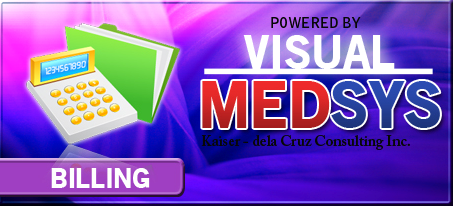 POWERED BY
VISUAL
MEDSYS
Kaiser - dela Cruz Consulting Inc.
1234567890
BILLING